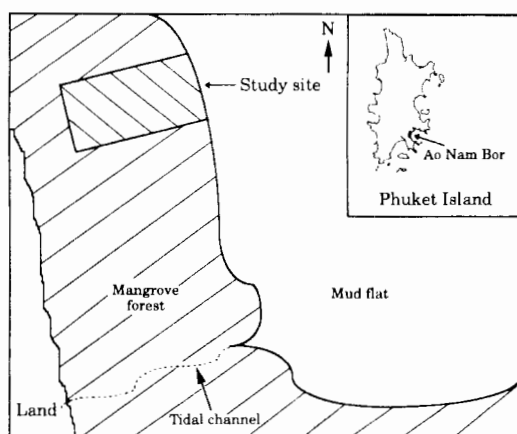 N
Study site
Ao Nam Bor
Phuket Island
Mangrove
forest
Mud flat
Land
Tidal channel